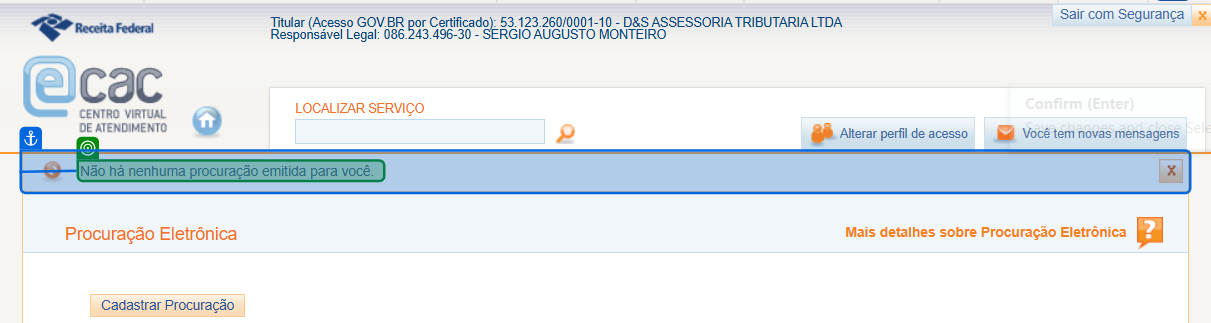 Receita Federal
Titular (Acesso GOV.BR por Certificado): 53.123.260/0001-10 - D&S ASSESSORIA TRIBUTARIA LTDA
Responsável Legal: 086.243.496-30 - SERGIO AUGUSTO MONTEIRO
Sair com Segurança
X
eCAC
CENTRO VIRTUAL
DE ATENDIMENTO
LOCALIZAR SERVIÇO
Confirm (Enter)
Save changes and close Sele
Alterar perfil de acesso
Você tem novas mensagens
Não há nenhuma procuração emitida para você.
X
Procuração Eletrônica
Mais detalhes sobre Procuração Eletrônica
?
Cadastrar Procuração